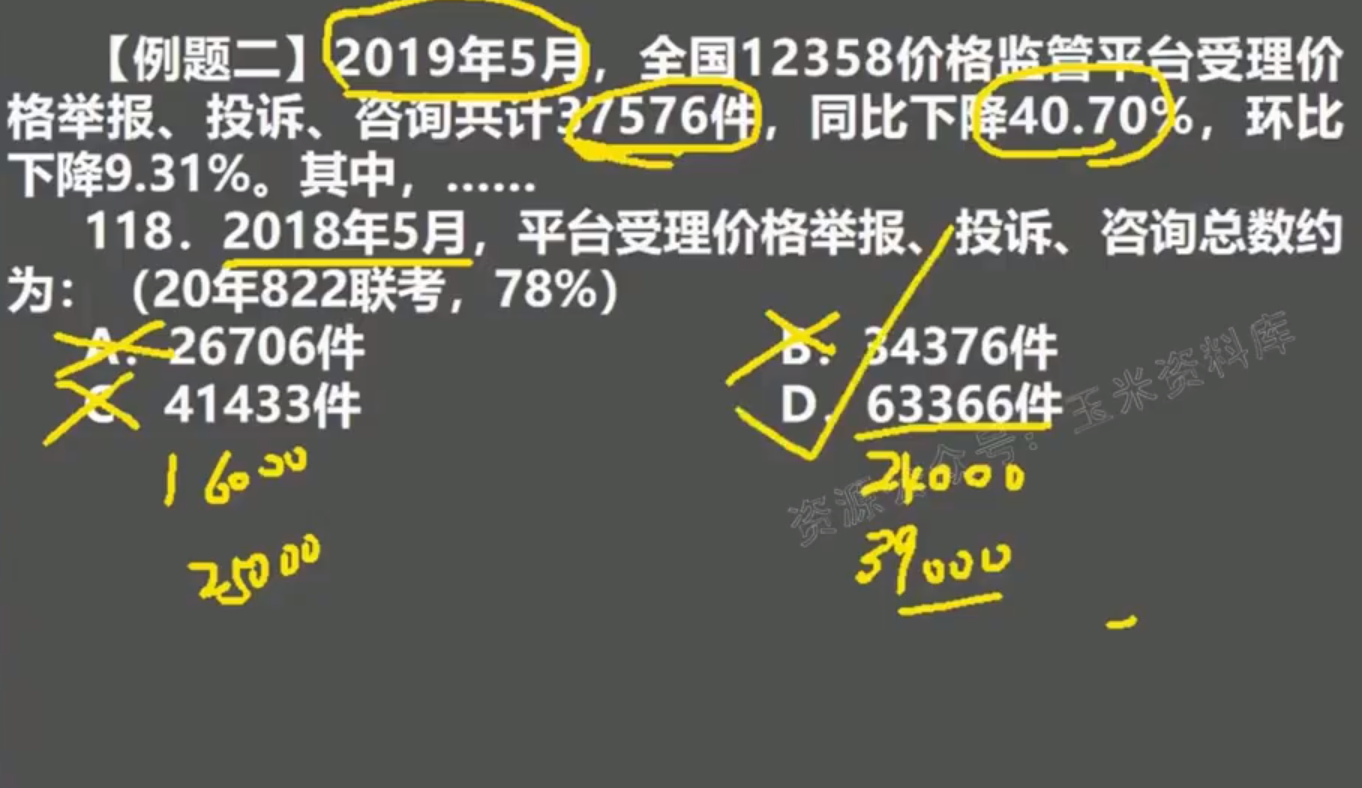 【例题二】2019年5月，全国12358价格监管平台受理价
格举报、投诉、咨询共计37576件，同比下降40.70%，环比
下降9.31%。其中，……
118．2018年5月，平台受理价格举报、投诉、咨询总数约
为：（20年822联考，78%）
A．26706件 B．34376件
C 41433件 D．63366件
16000 24000
25000 39000
资源公众号：玉米资料库